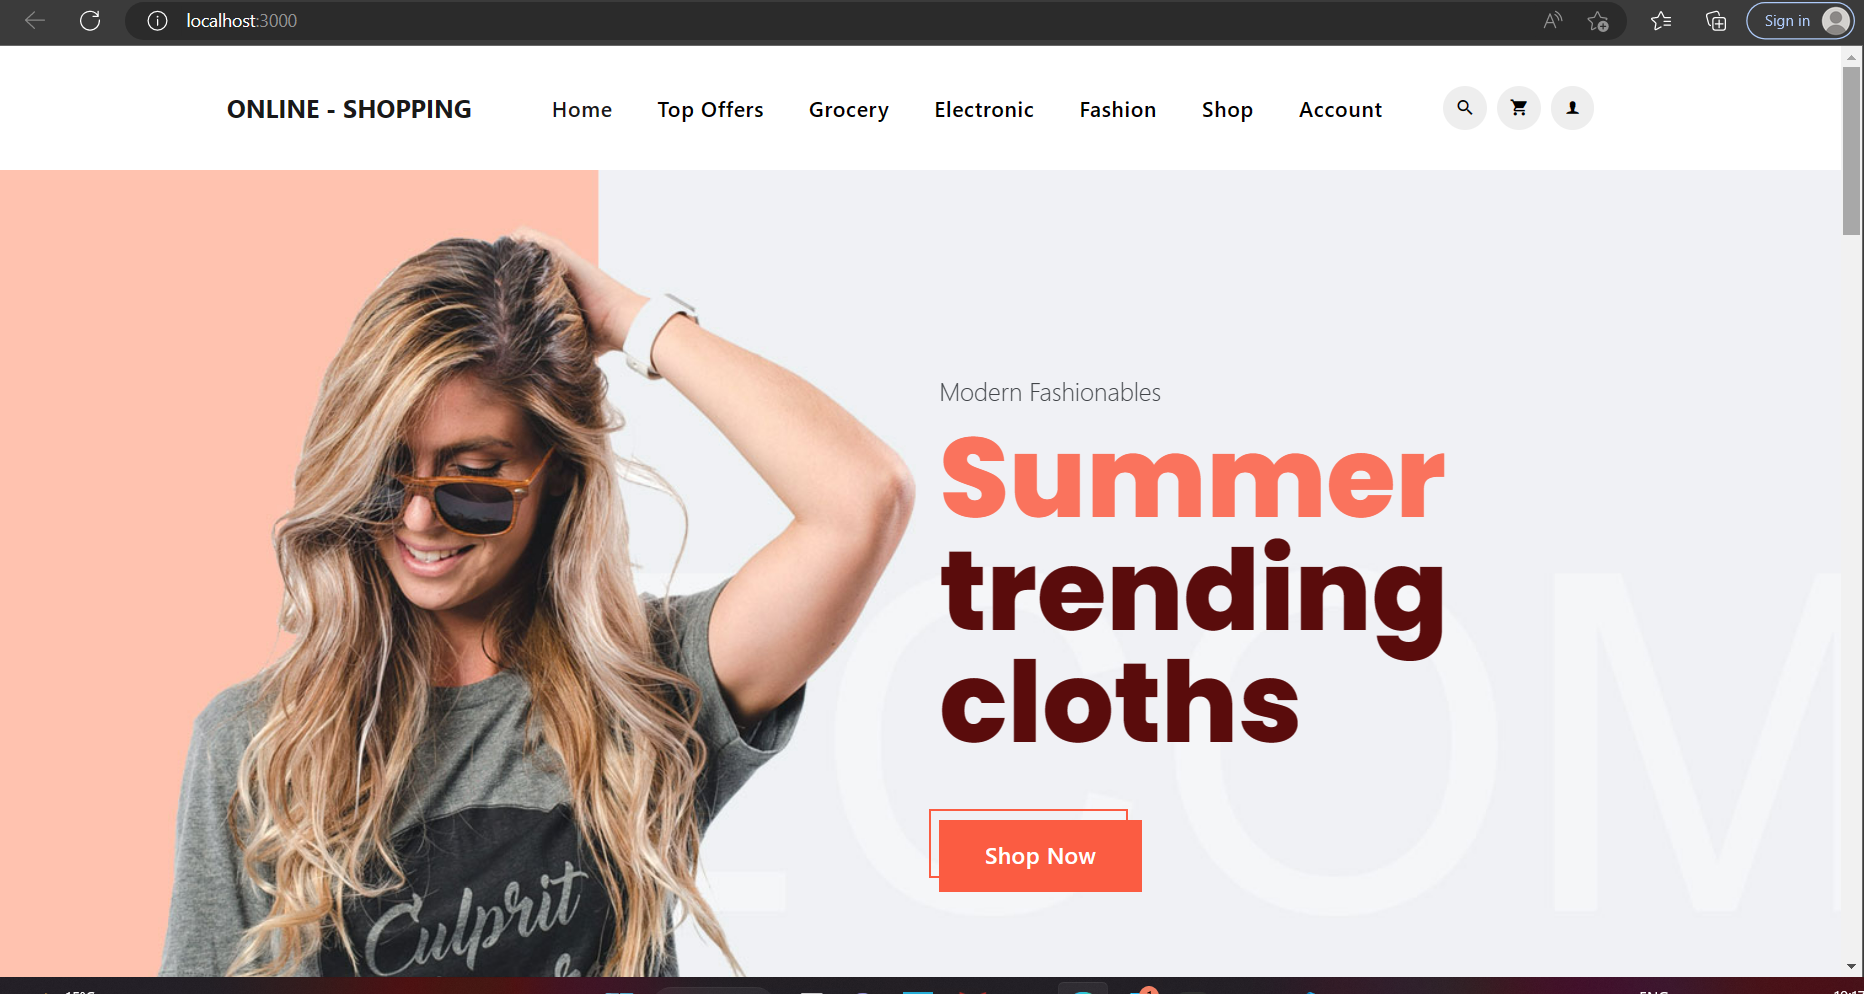 localhost:3000
Sign in
ONLINE - SHOPPING
Home Top Offers Grocery Electronic Fashion Shop Account
Modern Fashionables
Summer
trending
cloths
Shop Now
Culprit